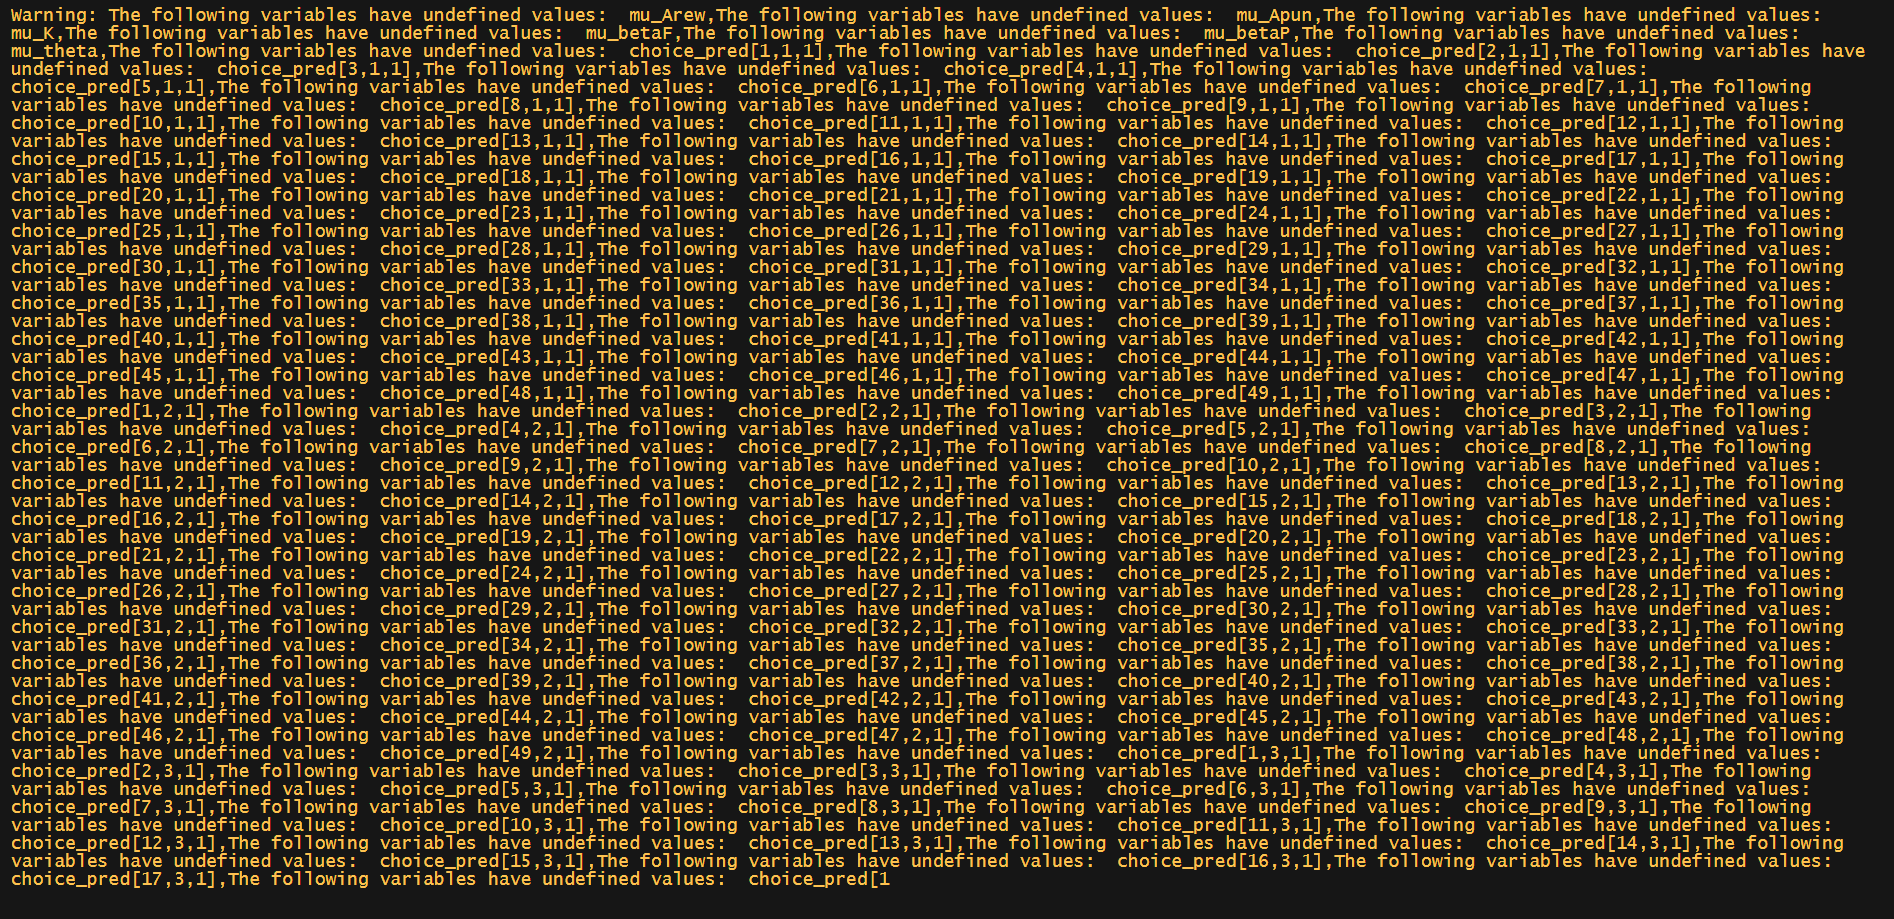 Warning: The following variables have undefined values:  mu_Arew,The following variables have undefined values:  mu_Apun,The following variables have undefined values:
mu_K,The following variables have undefined values:  mu_betaF,The following variables have undefined values:  mu_betaP,The following variables have undefined values:
mu_theta,The following variables have undefined values:  choice_pred[1,1,1],The following variables have undefined values:  choice_pred[2,1,1],The following variables have
undefined values:  choice_pred[3,1,1],The following variables have undefined values:  choice_pred[4,1,1],The following variables have undefined values:
choice_pred[5,1,1],The following variables have undefined values:  choice_pred[6,1,1],The following variables have undefined values:  choice_pred[7,1,1],The following
variables have undefined values:  choice_pred[8,1,1],The following variables have undefined values:  choice_pred[9,1,1],The following variables have undefined values:
choice_pred[10,1,1],The following variables have undefined values:  choice_pred[11,1,1],The following variables have undefined values:  choice_pred[12,1,1],The following
variables have undefined values:  choice_pred[13,1,1],The following variables have undefined values:  choice_pred[14,1,1],The following variables have undefined values:
choice_pred[15,1,1],The following variables have undefined values:  choice_pred[16,1,1],The following variables have undefined values:  choice_pred[17,1,1],The following
variables have undefined values:  choice_pred[18,1,1],The following variables have undefined values:  choice_pred[19,1,1],The following variables have undefined values:
choice_pred[20,1,1],The following variables have undefined values:  choice_pred[21,1,1],The following variables have undefined values:  choice_pred[22,1,1],The following
variables have undefined values:  choice_pred[23,1,1],The following variables have undefined values:  choice_pred[24,1,1],The following variables have undefined values:
choice_pred[25,1,1],The following variables have undefined values:  choice_pred[26,1,1],The following variables have undefined values:  choice_pred[27,1,1],The following
variables have undefined values:  choice_pred[28,1,1],The following variables have undefined values:  choice_pred[29,1,1],The following variables have undefined values:
choice_pred[30,1,1],The following variables have undefined values:  choice_pred[31,1,1],The following variables have undefined values:  choice_pred[32,1,1],The following
variables have undefined values:  choice_pred[33,1,1],The following variables have undefined values:  choice_pred[34,1,1],The following variables have undefined values:
choice_pred[35,1,1],The following variables have undefined values:  choice_pred[36,1,1],The following variables have undefined values:  choice_pred[37,1,1],The following
variables have undefined values:  choice_pred[38,1,1],The following variables have undefined values:  choice_pred[39,1,1],The following variables have undefined values:
choice_pred[40,1,1],The following variables have undefined values:  choice_pred[41,1,1],The following variables have undefined values:  choice_pred[42,1,1],The following
variables have undefined values:  choice_pred[43,1,1],The following variables have undefined values:  choice_pred[44,1,1],The following variables have undefined values:
choice_pred[45,1,1],The following variables have undefined values:  choice_pred[46,1,1],The following variables have undefined values:  choice_pred[47,1,1],The following
variables have undefined values:  choice_pred[48,1,1],The following variables have undefined values:  choice_pred[49,1,1],The following variables have undefined values:
choice_pred[1,2,1],The following variables have undefined values:  choice_pred[2,2,1],The following variables have undefined values:  choice_pred[3,2,1],The following
variables have undefined values:  choice_pred[4,2,1],The following variables have undefined values:  choice_pred[5,2,1],The following variables have undefined values:
choice_pred[6,2,1],The following variables have undefined values:  choice_pred[7,2,1],The following variables have undefined values:  choice_pred[8,2,1],The following
variables have undefined values:  choice_pred[9,2,1],The following variables have undefined values:  choice_pred[10,2,1],The following variables have undefined values:
choice_pred[11,2,1],The following variables have undefined values:  choice_pred[12,2,1],The following variables have undefined values:  choice_pred[13,2,1],The following
variables have undefined values:  choice_pred[14,2,1],The following variables have undefined values:  choice_pred[15,2,1],The following variables have undefined values:
choice_pred[16,2,1],The following variables have undefined values:  choice_pred[17,2,1],The following variables have undefined values:  choice_pred[18,2,1],The following
variables have undefined values:  choice_pred[19,2,1],The following variables have undefined values:  choice_pred[20,2,1],The following variables have undefined values:
choice_pred[21,2,1],The following variables have undefined values:  choice_pred[22,2,1],The following variables have undefined values:  choice_pred[23,2,1],The following
variables have undefined values:  choice_pred[24,2,1],The following variables have undefined values:  choice_pred[25,2,1],The following variables have undefined values:
choice_pred[26,2,1],The following variables have undefined values:  choice_pred[27,2,1],The following variables have undefined values:  choice_pred[28,2,1],The following
variables have undefined values:  choice_pred[29,2,1],The following variables have undefined values:  choice_pred[30,2,1],The following variables have undefined values:
choice_pred[31,2,1],The following variables have undefined values:  choice_pred[32,2,1],The following variables have undefined values:  choice_pred[33,2,1],The following
variables have undefined values:  choice_pred[34,2,1],The following variables have undefined values:  choice_pred[35,2,1],The following variables have undefined values:
choice_pred[36,2,1],The following variables have undefined values:  choice_pred[37,2,1],The following variables have undefined values:  choice_pred[38,2,1],The following
variables have undefined values:  choice_pred[39,2,1],The following variables have undefined values:  choice_pred[40,2,1],The following variables have undefined values:
choice_pred[41,2,1],The following variables have undefined values:  choice_pred[42,2,1],The following variables have undefined values:  choice_pred[43,2,1],The following
variables have undefined values:  choice_pred[44,2,1],The following variables have undefined values:  choice_pred[45,2,1],The following variables have undefined values:
choice_pred[46,2,1],The following variables have undefined values:  choice_pred[47,2,1],The following variables have undefined values:  choice_pred[48,2,1],The following
variables have undefined values:  choice_pred[49,2,1],The following variables have undefined values:  choice_pred[1,3,1],The following variables have undefined values:
choice_pred[2,3,1],The following variables have undefined values:  choice_pred[3,3,1],The following variables have undefined values:  choice_pred[4,3,1],The following
variables have undefined values:  choice_pred[5,3,1],The following variables have undefined values:  choice_pred[6,3,1],The following variables have undefined values:
choice_pred[7,3,1],The following variables have undefined values:  choice_pred[8,3,1],The following variables have undefined values:  choice_pred[9,3,1],The following
variables have undefined values:  choice_pred[10,3,1],The following variables have undefined values:  choice_pred[11,3,1],The following variables have undefined values:
choice_pred[12,3,1],The following variables have undefined values:  choice_pred[13,3,1],The following variables have undefined values:  choice_pred[14,3,1],The following
variables have undefined values:  choice_pred[15,3,1],The following variables have undefined values:  choice_pred[16,3,1],The following variables have undefined values:
choice_pred[17,3,1],The following variables have undefined values:  choice_pred[1